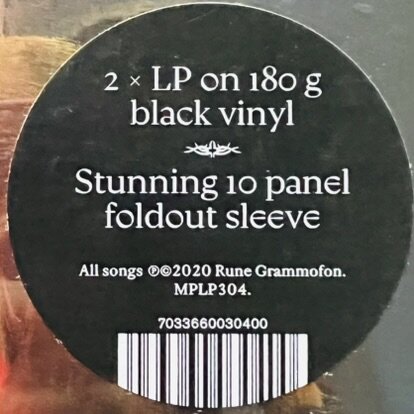 2 × LP on 180 g
black vinyl
Stunning 10 panel
foldout sleeve
All songs ℗©2020 Rune Grammofon.
MPLP304.
7033660030400